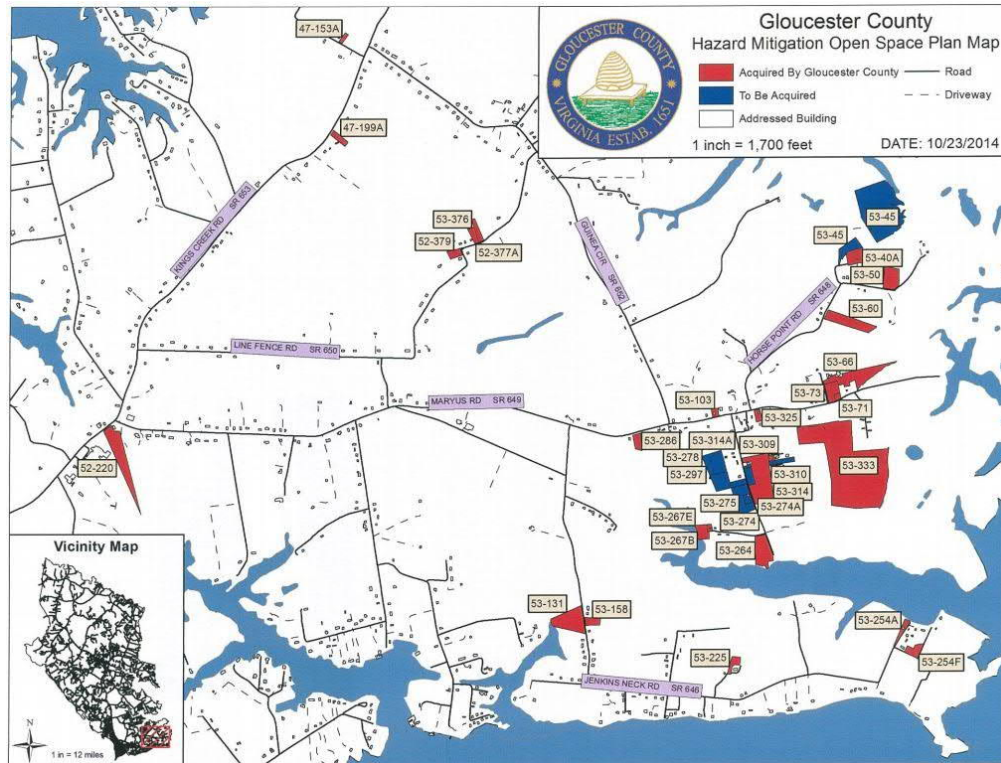 Gloucester County
Hazard Mitigation Open Space Plan Map
Acquired By Gloucester County
Road
To Be Acquired
Driveway
Addressed Building
1 inch = 1,700 feet
DATE: 10/23/2014
GLOUCESTER COUNTY
VIRGINIA ESTAB. 1651
47-153A
47-199A
KINGS CREEK RD SR 653
53-376
52-379
52-377A
GUINEA CIR SR 652
53-45
53-45
53-40A
53-50
53-60
HORSE POINT RD SR 648
LINE FENCE RD SR 650
MARYUS RD SR 649
53-66
53-73
53-71
53-103
53-325
53-286
53-314A
53-309
53-278
53-297
53-310
53-333
53-314
53-275
53-274A
53-274
52-220
53-267E
53-267B
53-264
53-131
53-158
53-254A
53-254F
53-225
JENKINS NECK RD SR 646
Vicinity Map
N
1 in = 12 miles